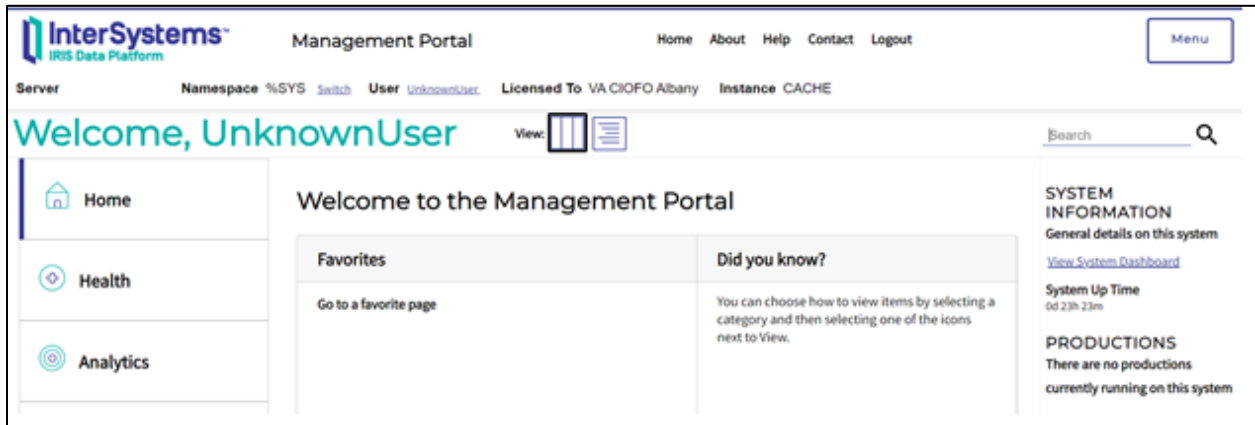 InterSystems™
IRIS Data Platform
Management Portal
Home About Help Contact Logout
Menu
Server Namespace %SYS Switch User UnknownUser Licensed To VA CIOFO Albany Instance CACHE
Welcome, UnknownUser
View:
Search
Home
Health
Analytics
Welcome to the Management Portal
Favorites
Go to a favorite page
Did you know?
You can choose how to view items by selecting a
category and then selecting one of the icons
next to View.
SYSTEM
INFORMATION
General details on this system
View System Dashboard
System Up Time
0d 23h 23m
PRODUCTIONS
There are no productions
currently running on this system